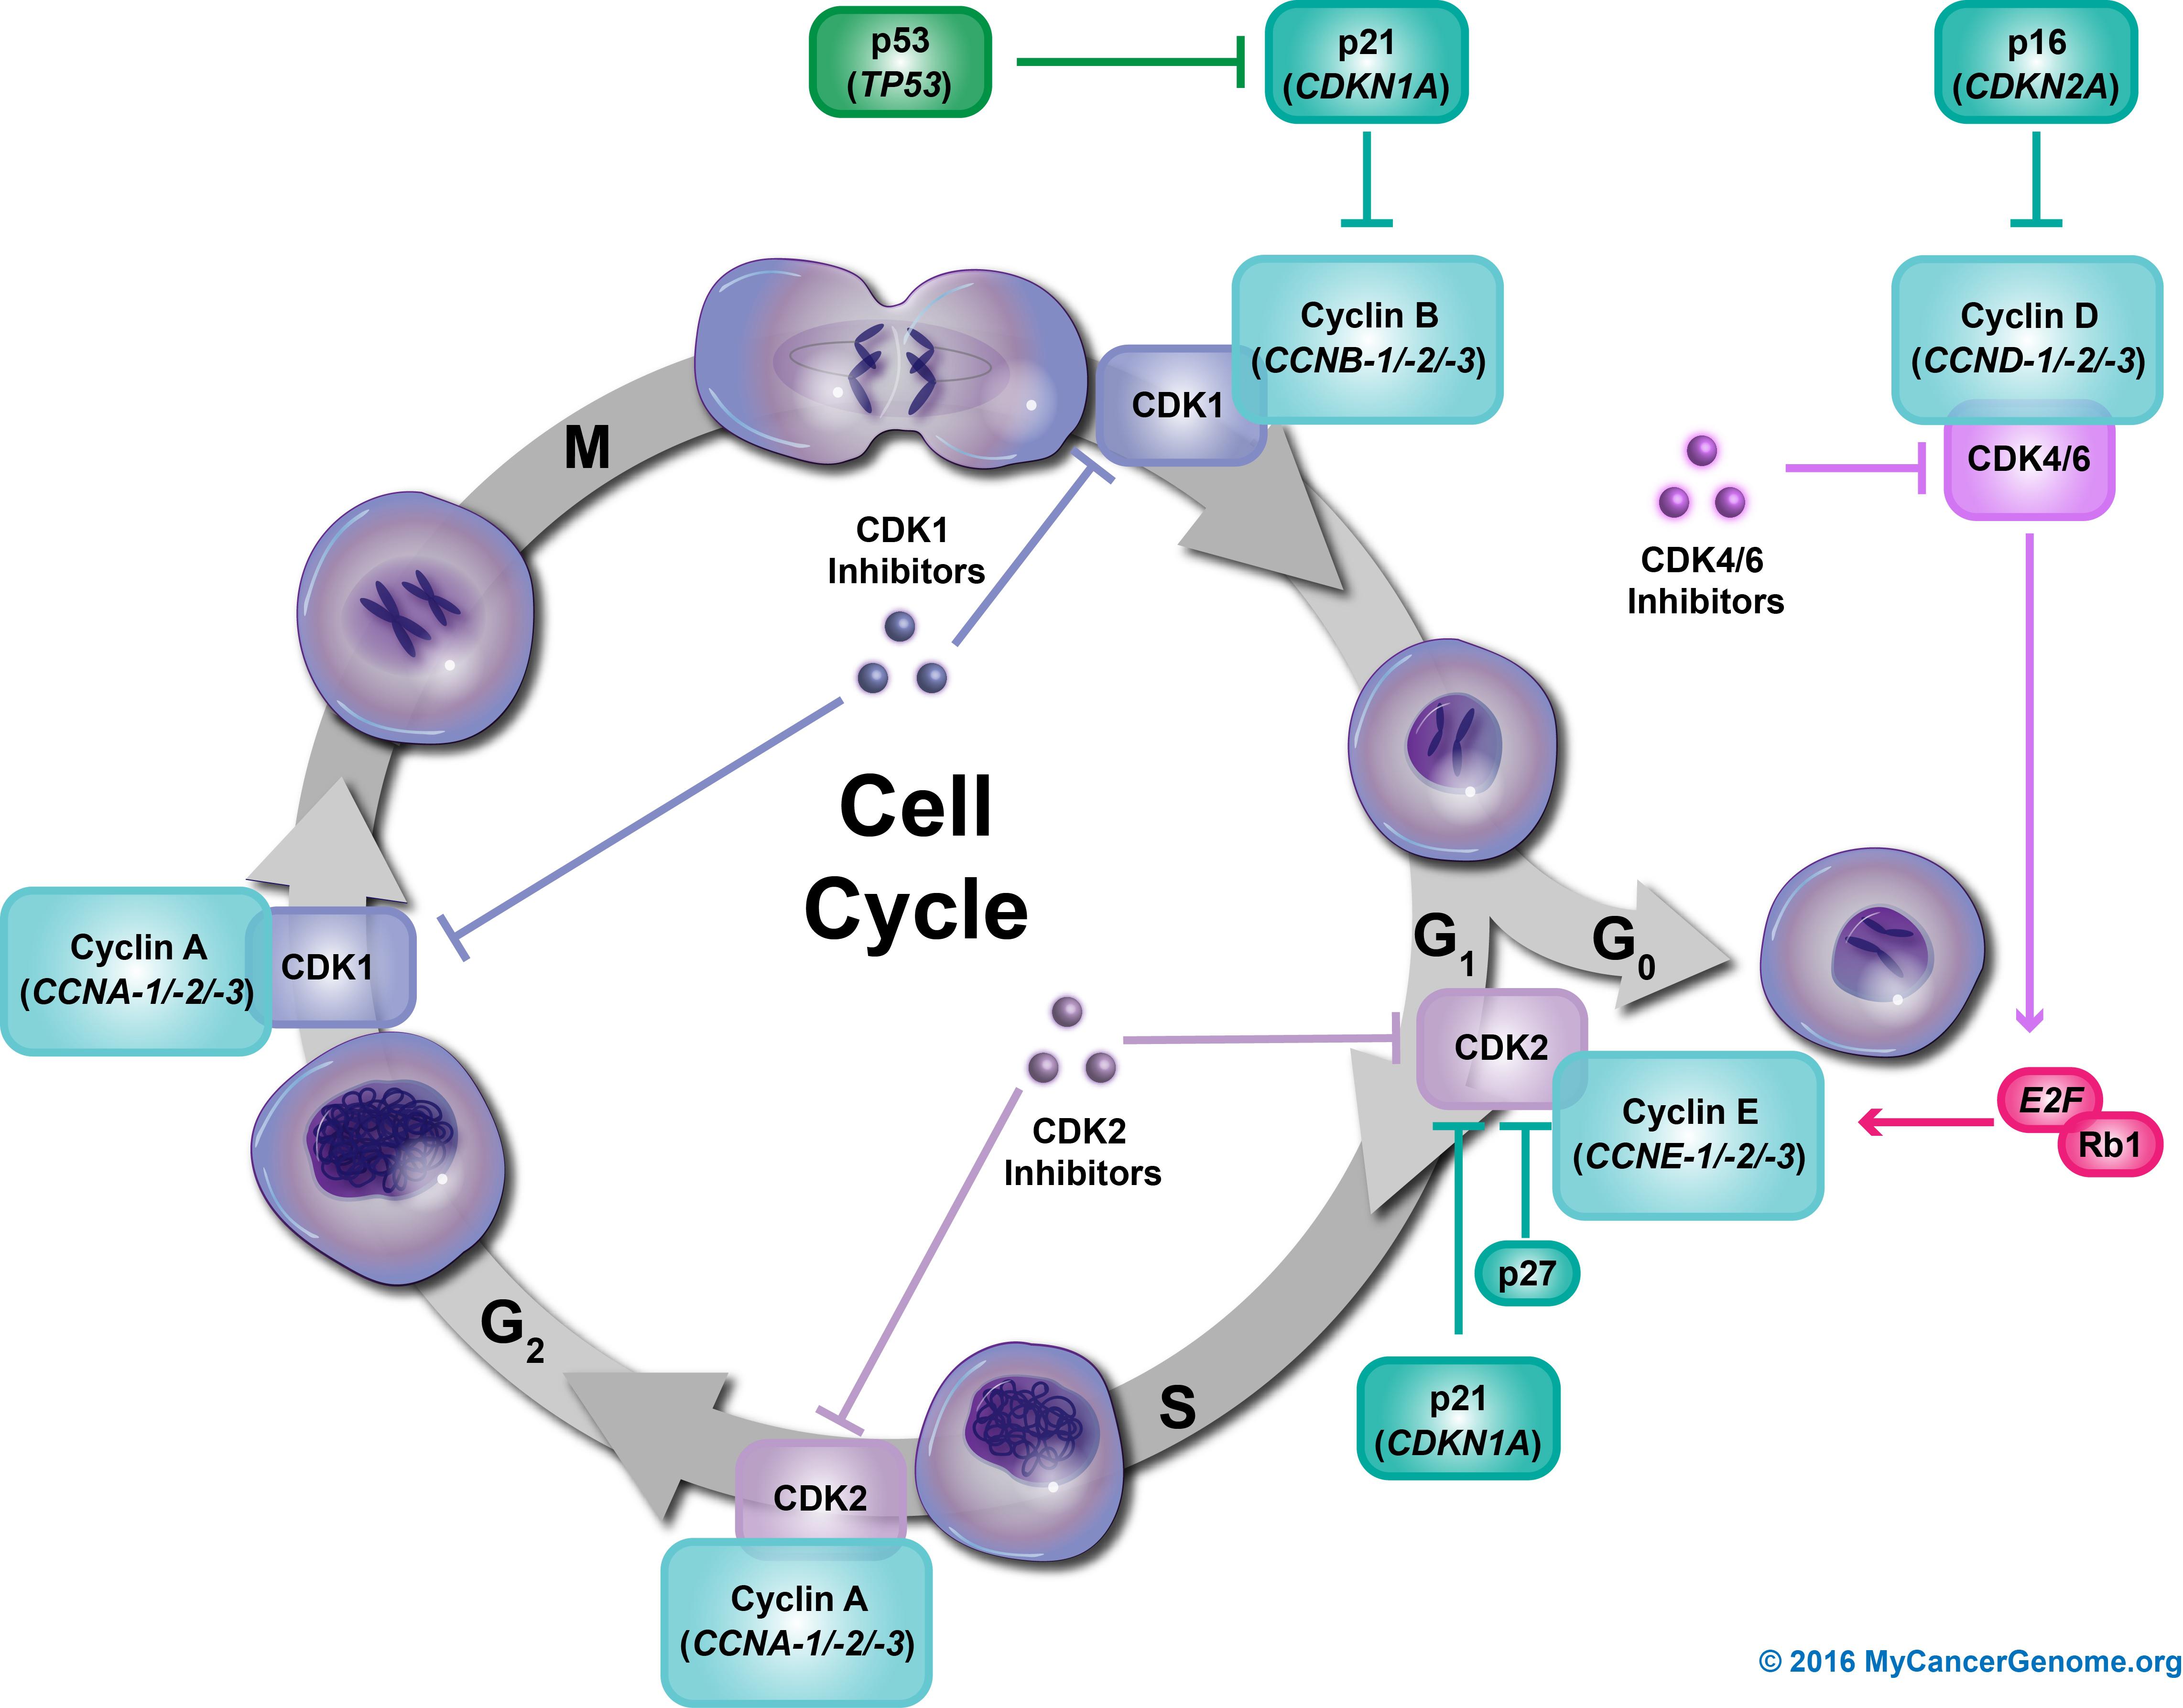 p53
(TP53)
p21
(CDKN1A)
p16
(CDKN2A)
Cyclin B
(CCNB-1/-2/-3)
CDK1
Cyclin D
(CCND-1/-2/-3)
CDK4/6
M
CDK1
Inhibitors
CDK4/6
Inhibitors
Cell
Cycle
Cyclin A
(CCNA-1/-2/-3)
CDK1
G1
G0
CDK2
Cyclin E
(CCNE-1/-2/-3)
E2F
Rb1
CDK2
Inhibitors
p27
G2
S
p21
(CDKN1A)
CDK2
Cyclin A
(CCNA-1/-2/-3)
© 2016 MyCancerGenome.org